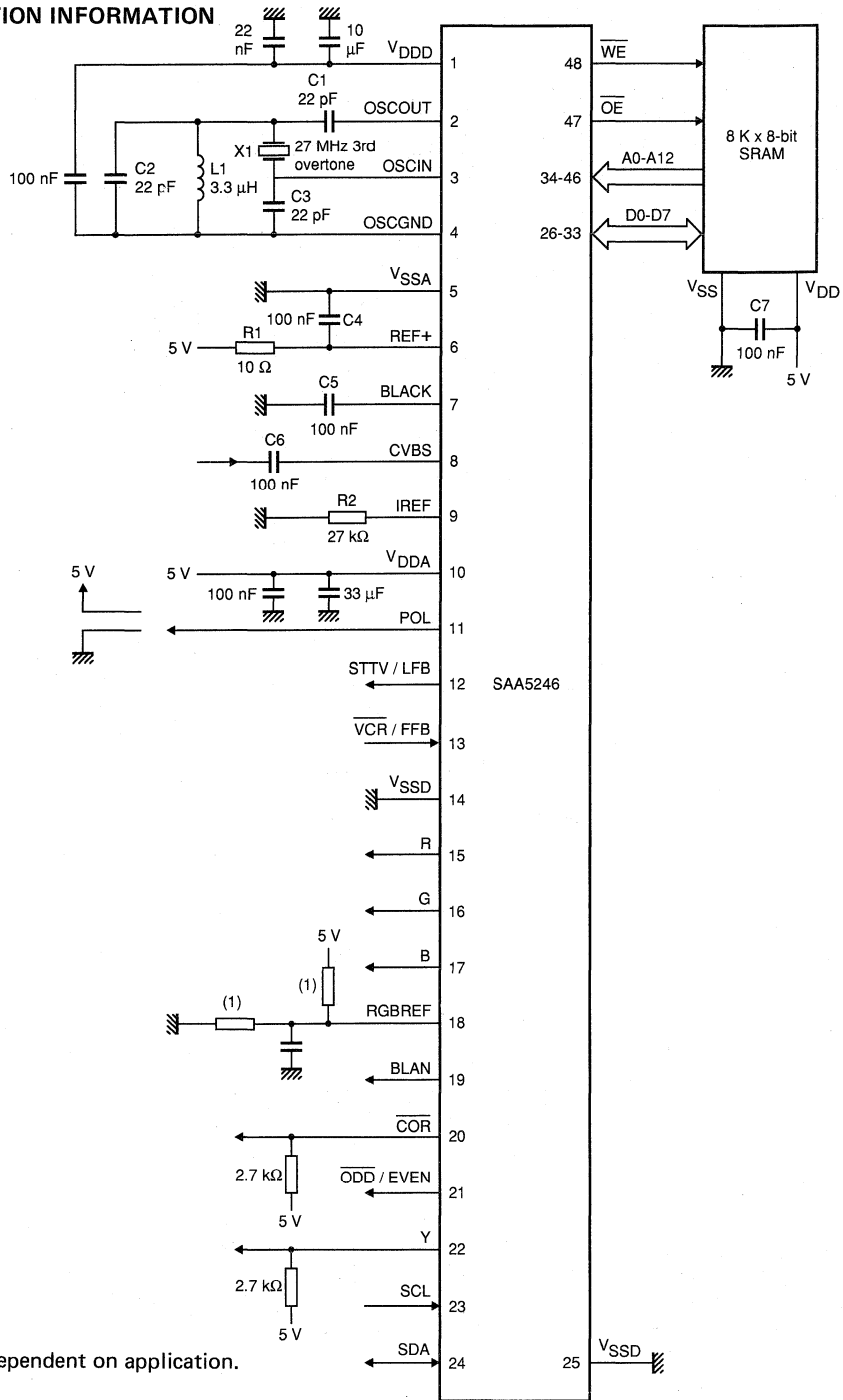 TION INFORMATION
22 nF
10 μF
VDDD
1
C1
22 pF
OSCOUT
2
X1
27 MHz 3rd overtone
OSCIN
3
100 nF
C2
22 pF
L1
3.3 μH
C3
22 pF
OSCGND
4
VSSA
5
100 nF
C4
5 V
R1
10 Ω
REF+
6
C5
BLACK
7
100 nF
C6
CVBS
8
100 nF
R2
IREF
9
27 kΩ
5 V
5 V
VDDA
10
100 nF
33 μF
POL
11
STTV / LFB
12
SAA5246
V̅C̅R̅ / FFB
13
VSSD
14
R
15
G
16
5 V
B
17
(1)
(1)
RGBREF
18
BLAN
19
C̅O̅R̅
20
2.7 kΩ
5 V
O̅D̅D̅ / EVEN
21
Y
22
2.7 kΩ
5 V
SCL
23
SDA
24
48
W̅E̅
47
O̅E̅
34-46
A0-A12
26-33
D0-D7
8 K x 8-bit
SRAM
VSS
VDD
C7
100 nF
5 V
25
VSSD
ependent on application.